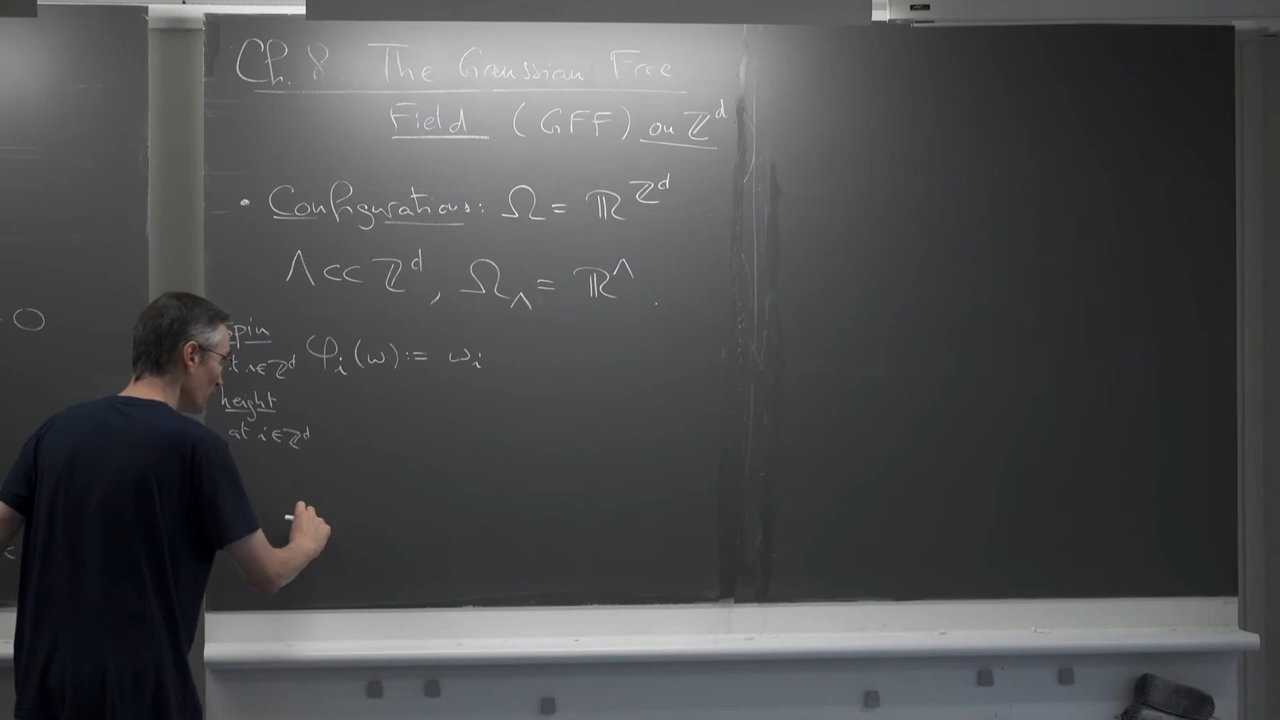 Ch. 8. The Gaussian Free
Field (GFF) on ℤ^d
• Configurations: Ω = ℝ^{ℤ^d}
Λ ⊂⊂ ℤ^d, Ω_Λ = ℝ^Λ.
spin
at i∈ℤ^d φ_i(ω) := ω_i
height
at i∈ℤ^d